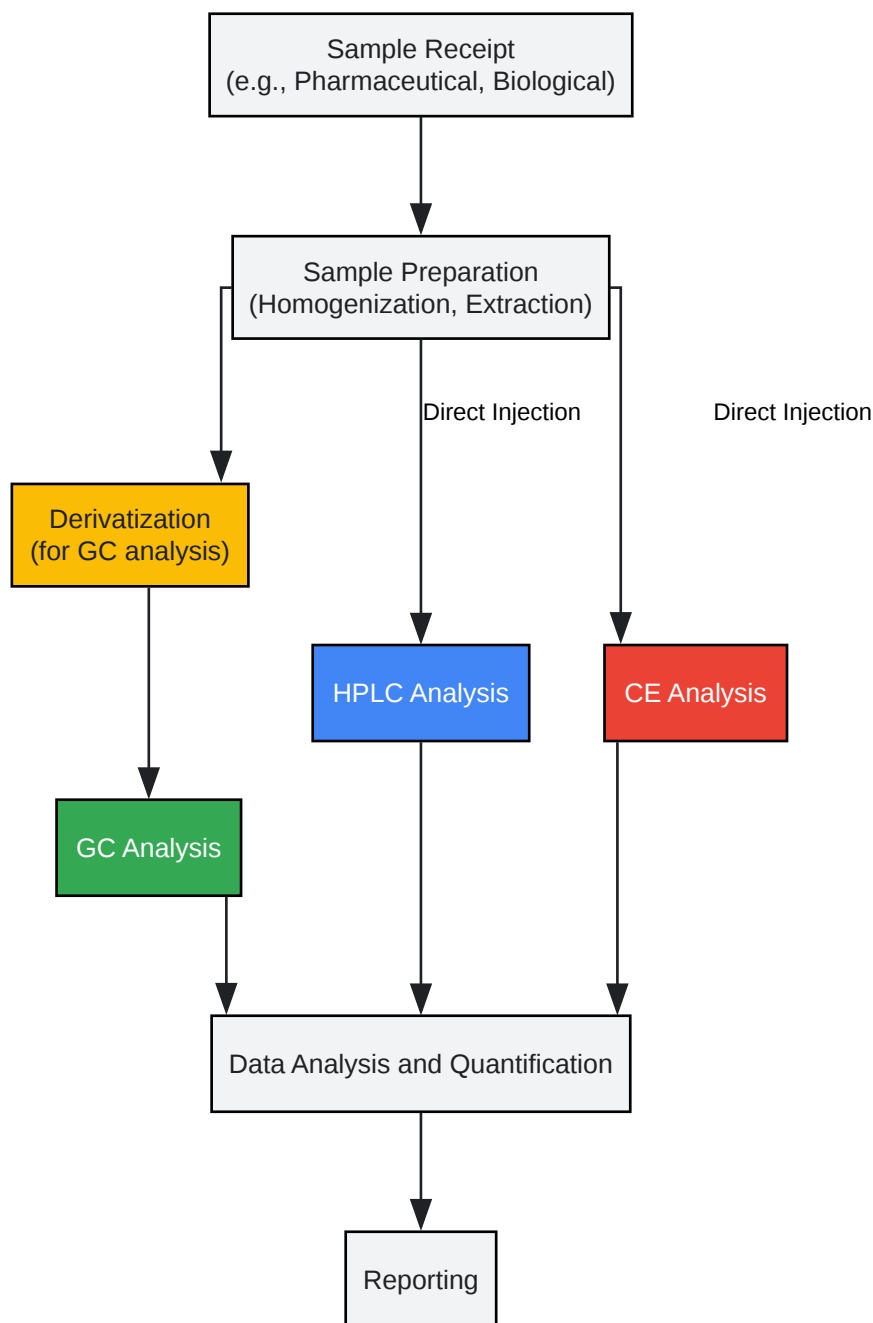 Sample Receipt
(e.g., Pharmaceutical, Biological)
Sample Preparation
(Homogenization, Extraction)
Direct Injection
Direct Injection
Derivatization
(for GC analysis)
HPLC Analysis
CE Analysis
GC Analysis
Data Analysis and Quantification
Reporting